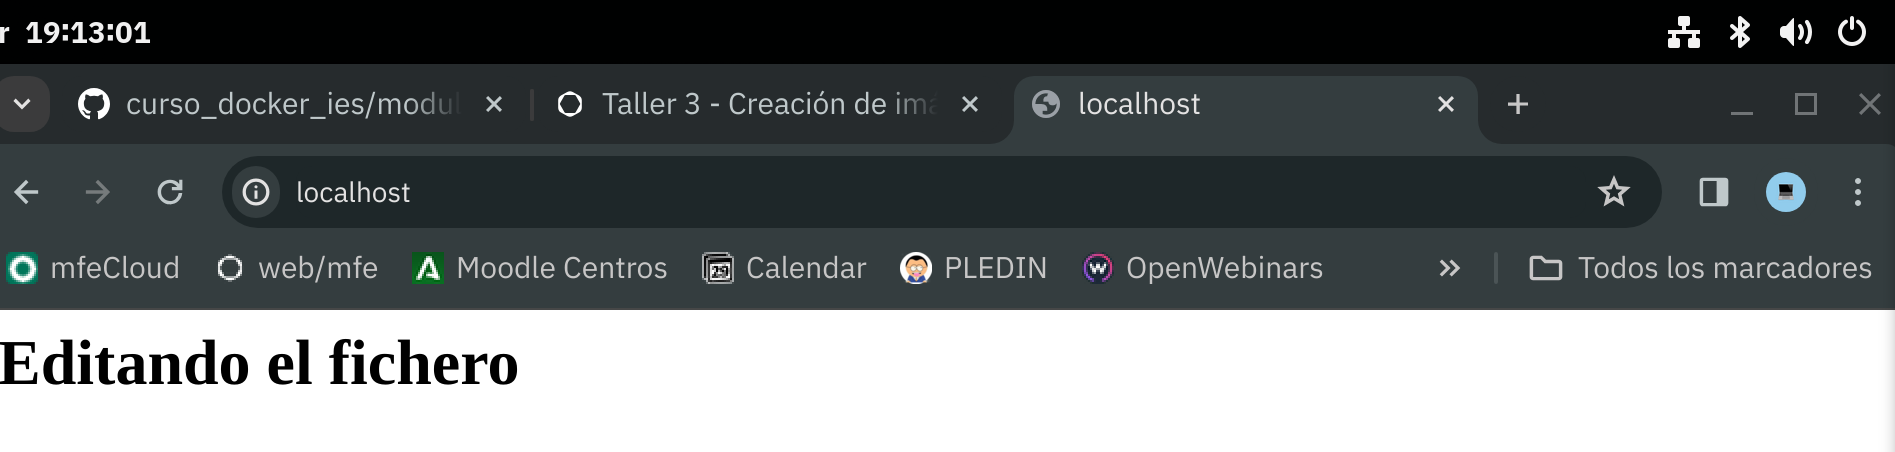 r 19:13:01
curso_docker_ies/modul
Taller 3 - Creación de imá
localhost
localhost
mfeCloud
web/mfe
Moodle Centros
Calendar
PLEDIN
OpenWebinars
Todos los marcadores
Editando el fichero